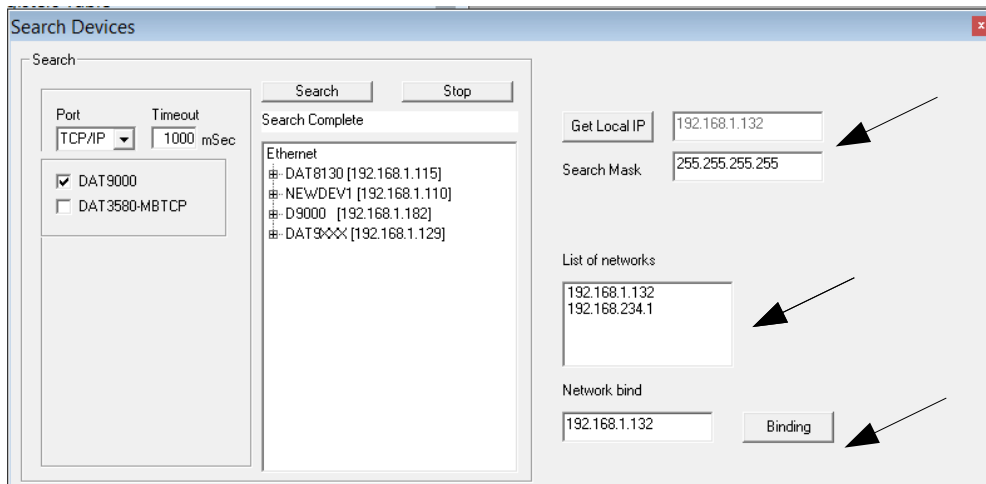 Search Devices
Search
Search Stop
Port Timeout
TCP/IP 1000 mSec
Search Complete
DAT9000
DAT3580-MBTCP
Ethernet
DAT8130 [192.168.1.115]
NEWDEV1 [192.168.1.110]
D9000 [192.168.1.182]
DAT9XXX [192.168.1.129]
Get Local IP 192.168.1.132
Search Mask 255.255.255.255
List of networks
192.168.1.132
192.168.234.1
Network bind
192.168.1.132 Binding